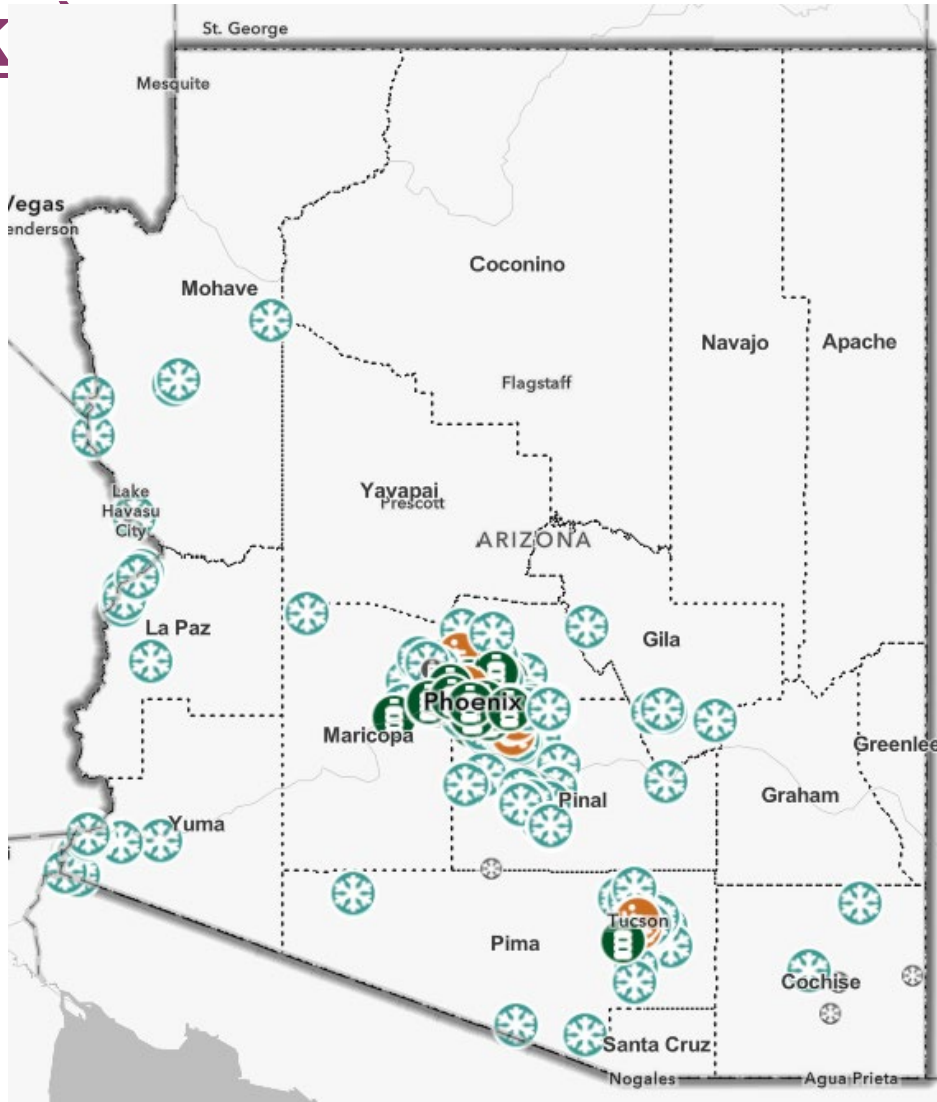 St. George
Mesquite
Vegas
enderson
Mohave
Coconino
Navajo
Apache
Flagstaff
Lake
Havasu
City
Yavapai
Prescott
ARIZONA
La Paz
Gila
Phoenix
Maricopa
Greenlee
Pinal
Graham
Yuma
Tucson
Pima
Cochise
Santa Cruz
Nogales
Agua Prieta